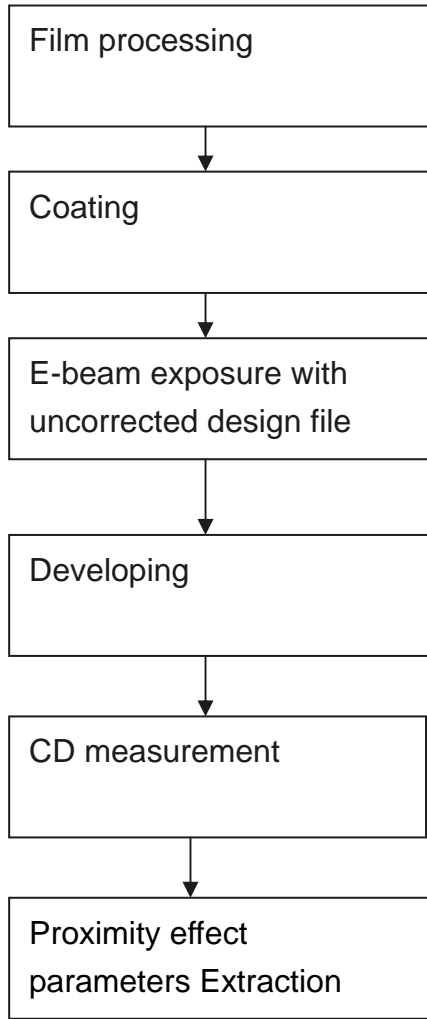 Film processing
Coating
E-beam exposure with
uncorrected design file
Developing
CD measurement
Proximity effect
parameters Extraction